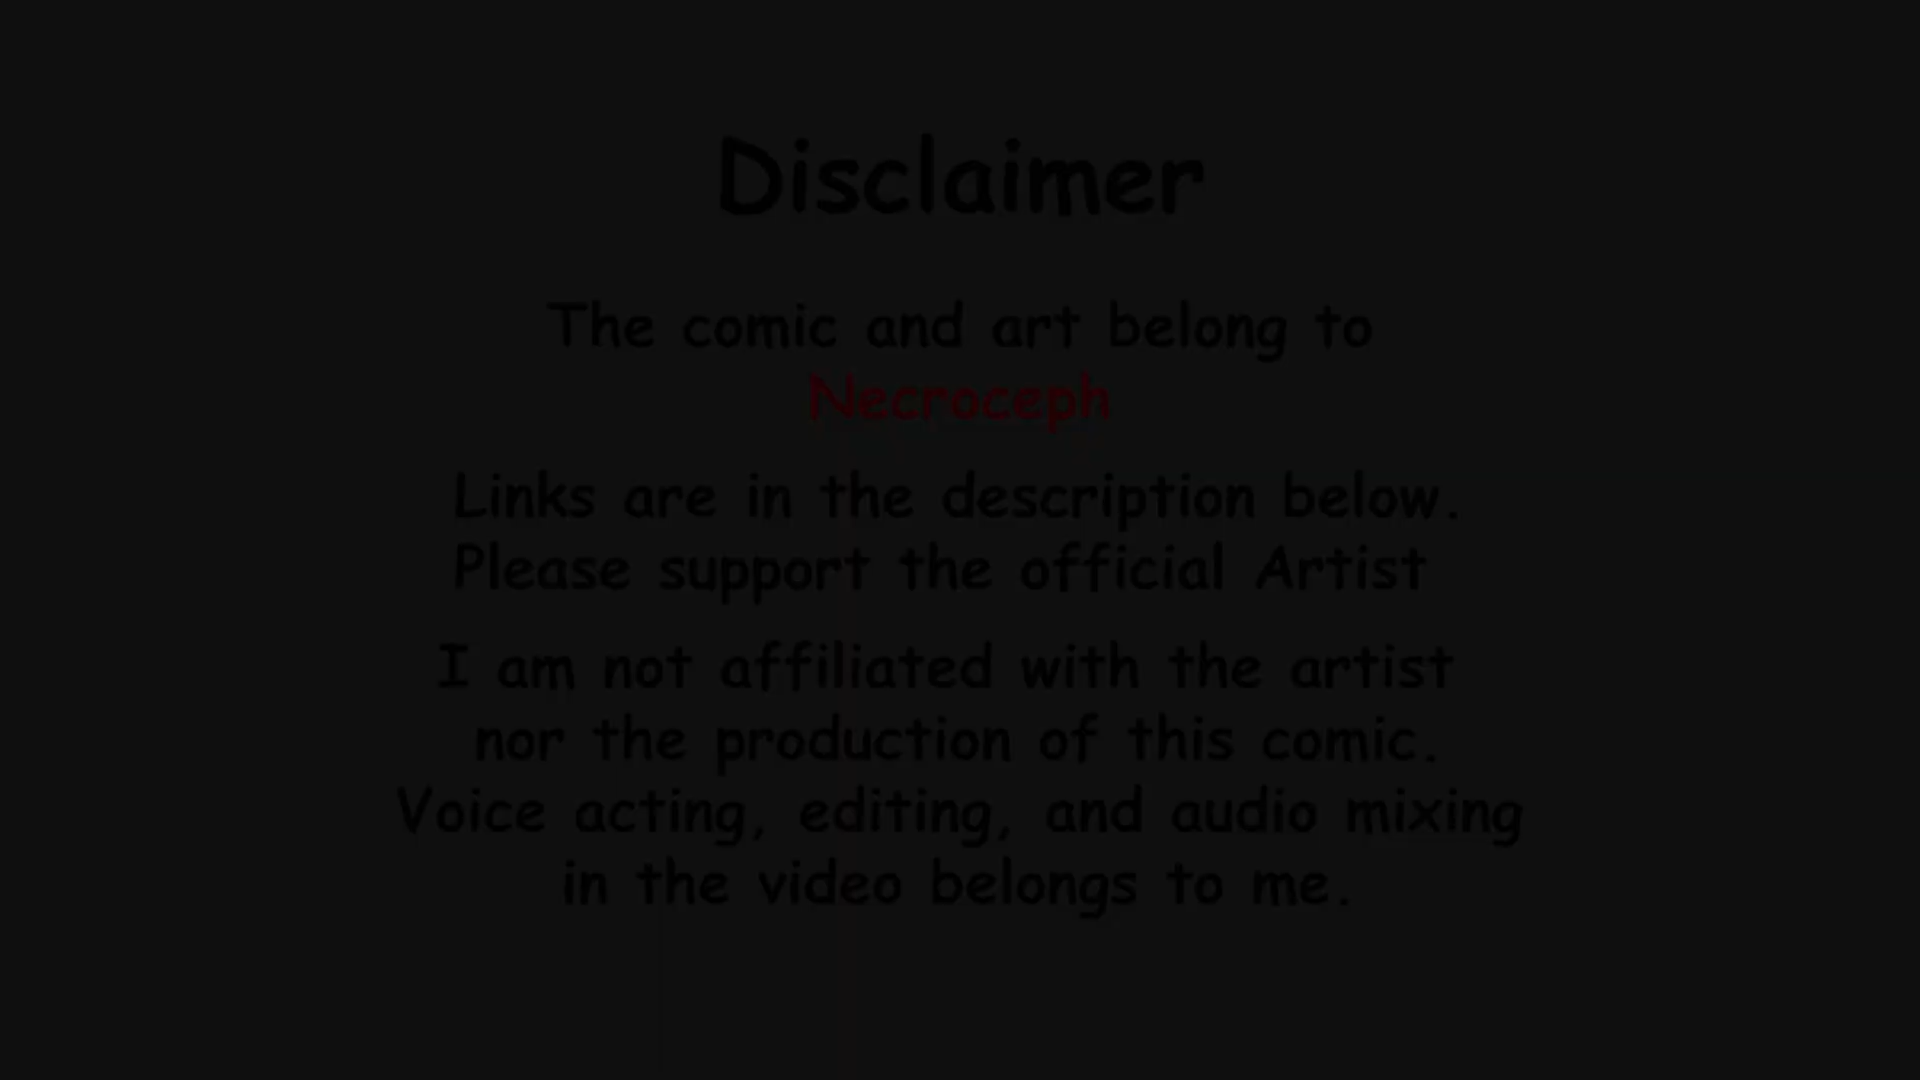 Disclaimer
The comic and art belong to
Necroceph
Links are in the description below.
Please support the official Artist
I am not affiliated with the artist
nor the production of this comic.
Voice acting, editing, and audio mixing
in the video belongs to me.